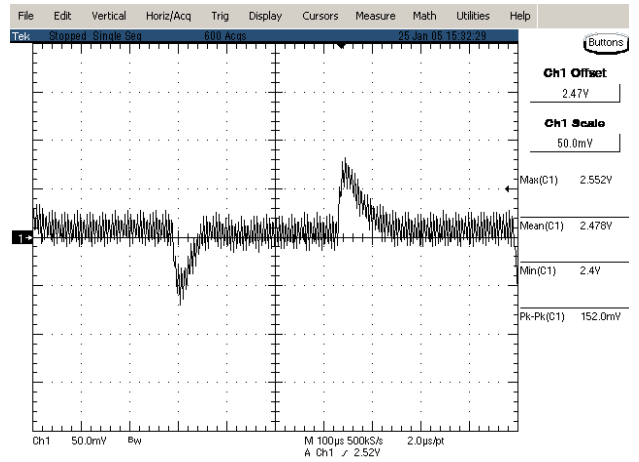 File Edit Vertical Horiz/Acq Trig Display Cursors Measure Math Utilities Help
Tek Stopped Single Seq 600 Acqs 25 Jan 05 15:32:29
Buttons
Ch1 Offset
2.47V
Ch1 Scale
50.0mV
Max(C1) 2.552V
Mean(C1) 2.478V
Min(C1) 2.4V
Pk-Pk(C1) 152.0mV
1
Ch1 50.0mV BW M 100µs 500kS/s 2.0µs/pt
A Ch1 ⁄ 2.52V